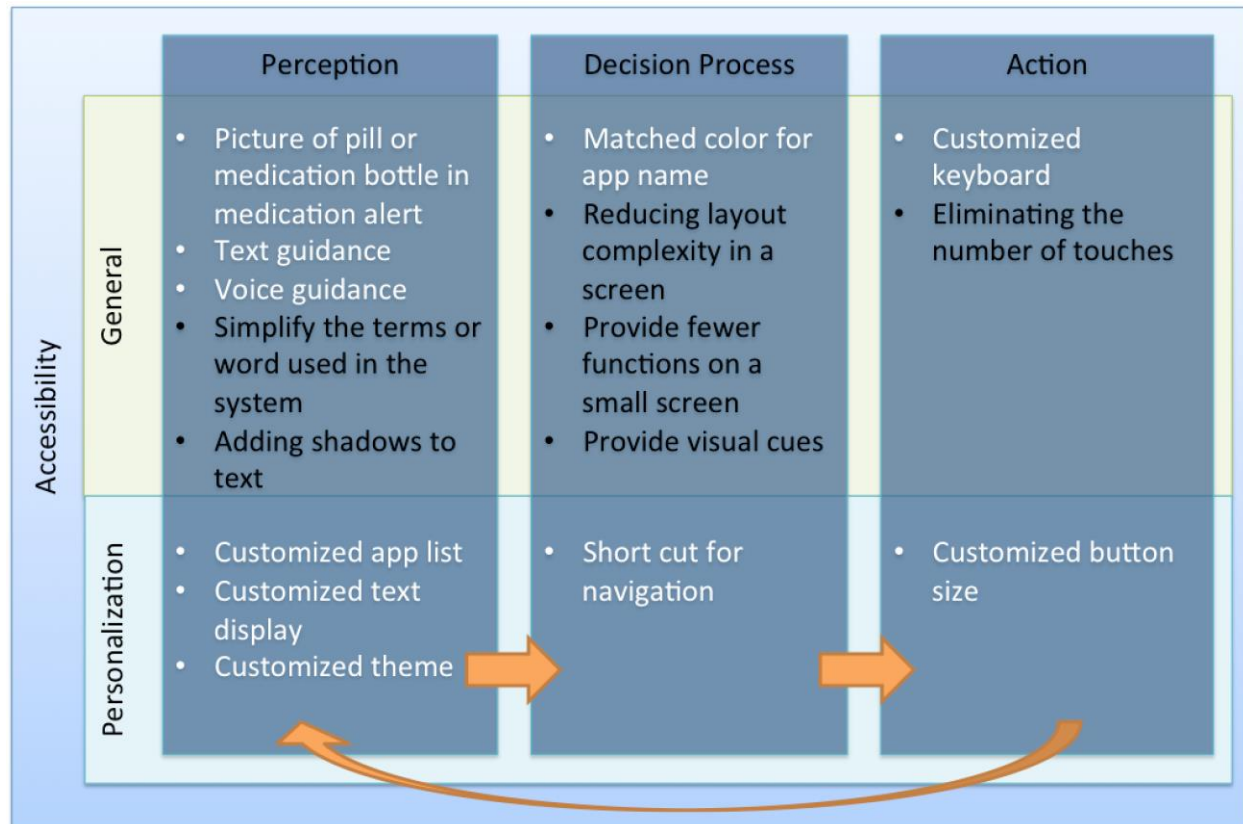 Perception
Decision Process
Action
Accessibility
General
• Picture of pill or
medication bottle in
medication alert
• Text guidance
• Voice guidance
• Simplify the terms or
word used in the
system
• Adding shadows to
text
• Matched color for
app name
• Reducing layout
complexity in a
screen
• Provide fewer
functions on a
small screen
• Provide visual cues
• Customized
keyboard
• Eliminating the
number of touches
Personalization
• Customized app list
• Customized text
display
• Customized theme
• Short cut for
navigation
• Customized button
size